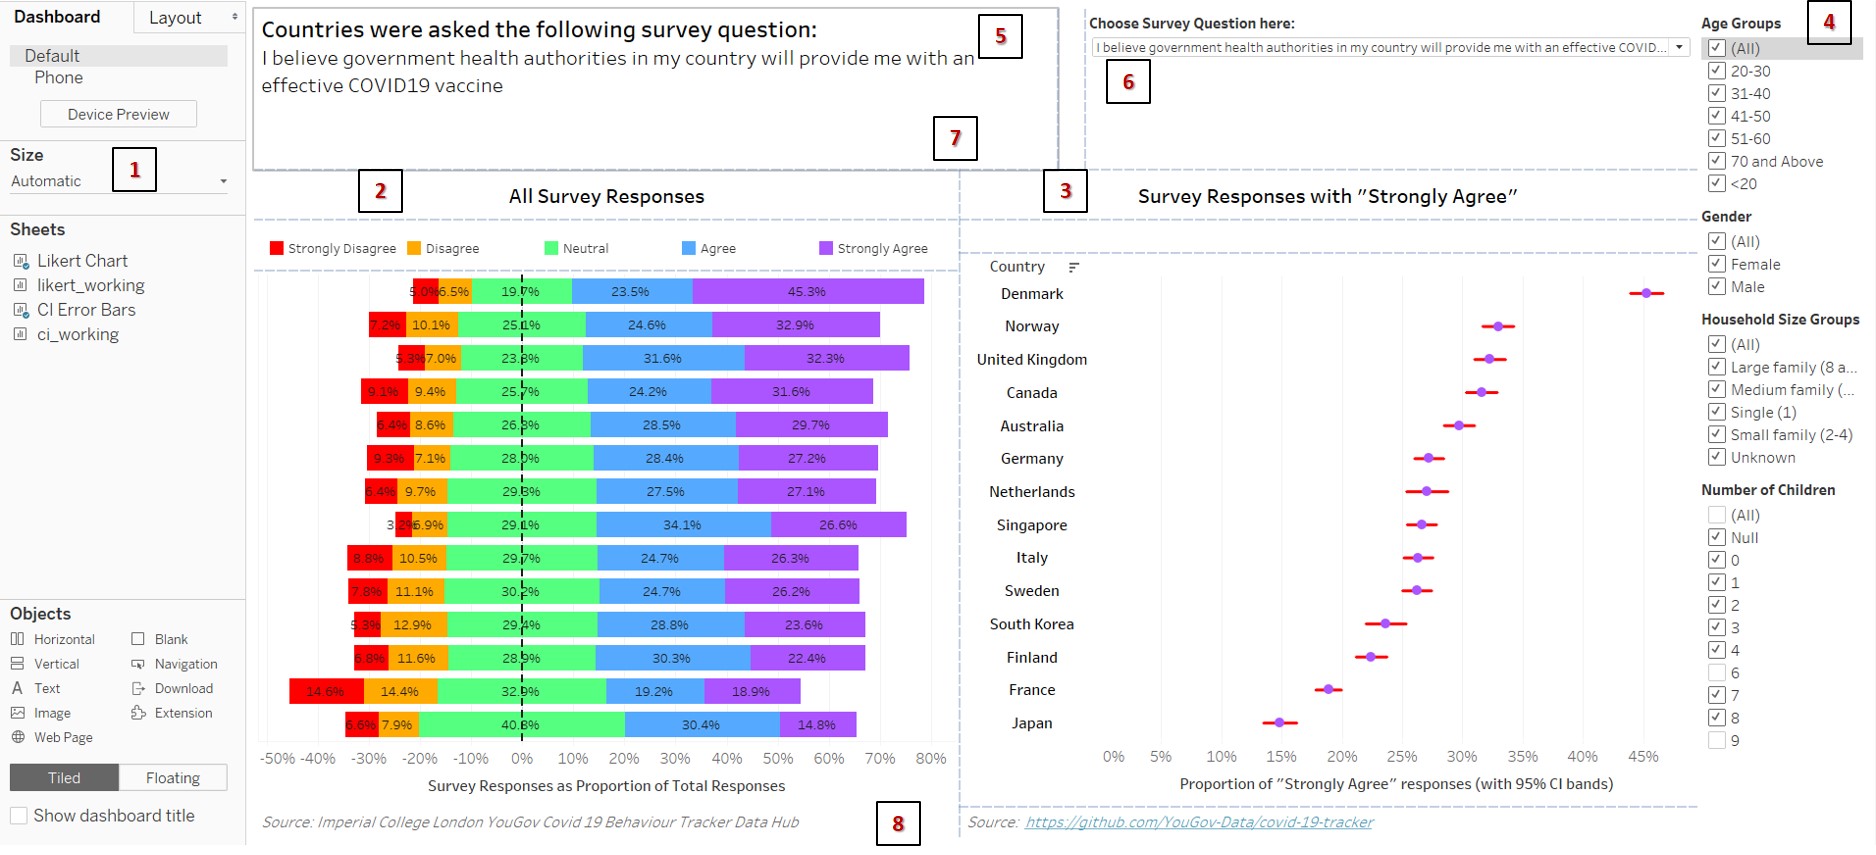 Dashboard
Layout
Default
Phone
Device Preview
Size
1
Automatic
Sheets
Likert Chart
likert_working
CI Error Bars
ci_working
Objects
Horizontal
Blank
Vertical
Navigation
Text
Download
Image
Extension
Web Page
Tiled
Floating
Show dashboard title
Countries were asked the following survey question:
I believe government health authorities in my country will provide me with an
effective COVID19 vaccine
5
7
Choose Survey Question here:
I believe government health authorities in my country will provide me with an effective COVID...
6
2
All Survey Responses
Strongly Disagree
Disagree
Neutral
Agree
Strongly Agree
5.0% 6.5% 19.7% 23.5% 45.3%
7.2% 10.1% 25.1% 24.6% 32.9%
5.3% 7.0% 23.8% 31.6% 32.3%
9.1% 9.4% 25.7% 24.2% 31.6%
6.4% 8.6% 26.8% 28.5% 29.7%
9.3% 7.1% 28.0% 28.4% 27.2%
6.4% 9.7% 29.3% 27.5% 27.1%
3.2% 6.9% 29.1% 34.1% 26.6%
8.8% 10.5% 29.7% 24.7% 26.3%
7.8% 11.1% 30.2% 24.7% 26.2%
5.3% 12.9% 29.4% 28.8% 23.6%
6.8% 11.6% 28.9% 30.3% 22.4%
14.6% 14.4% 32.9% 19.2% 18.9%
6.6% 7.9% 40.3% 30.4% 14.8%
-50% -40% -30% -20% -10% 0% 10% 20% 30% 40% 50% 60% 70% 80%
Survey Responses as Proportion of Total Responses
Source: Imperial College London YouGov Covid 19 Behaviour Tracker Data Hub
8
3
Survey Responses with "Strongly Agree"
Country
Denmark
Norway
United Kingdom
Canada
Australia
Germany
Netherlands
Singapore
Italy
Sweden
South Korea
Finland
France
Japan
0% 5% 10% 15% 20% 25% 30% 35% 40% 45%
Proportion of "Strongly Agree" responses (with 95% CI bands)
Source: https://github.com/YouGov-Data/covid-19-tracker
Age Groups
4
(All)
20-30
31-40
41-50
51-60
70 and Above
<20
Gender
(All)
Female
Male
Household Size Groups
(All)
Large family (8 a...
Medium family (...
Single (1)
Small family (2-4)
Unknown
Number of Children
(All)
Null
0
1
2
3
4
6
7
8
9